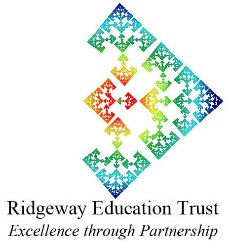 Ridgeway Education Trust
Excellence through Partnership